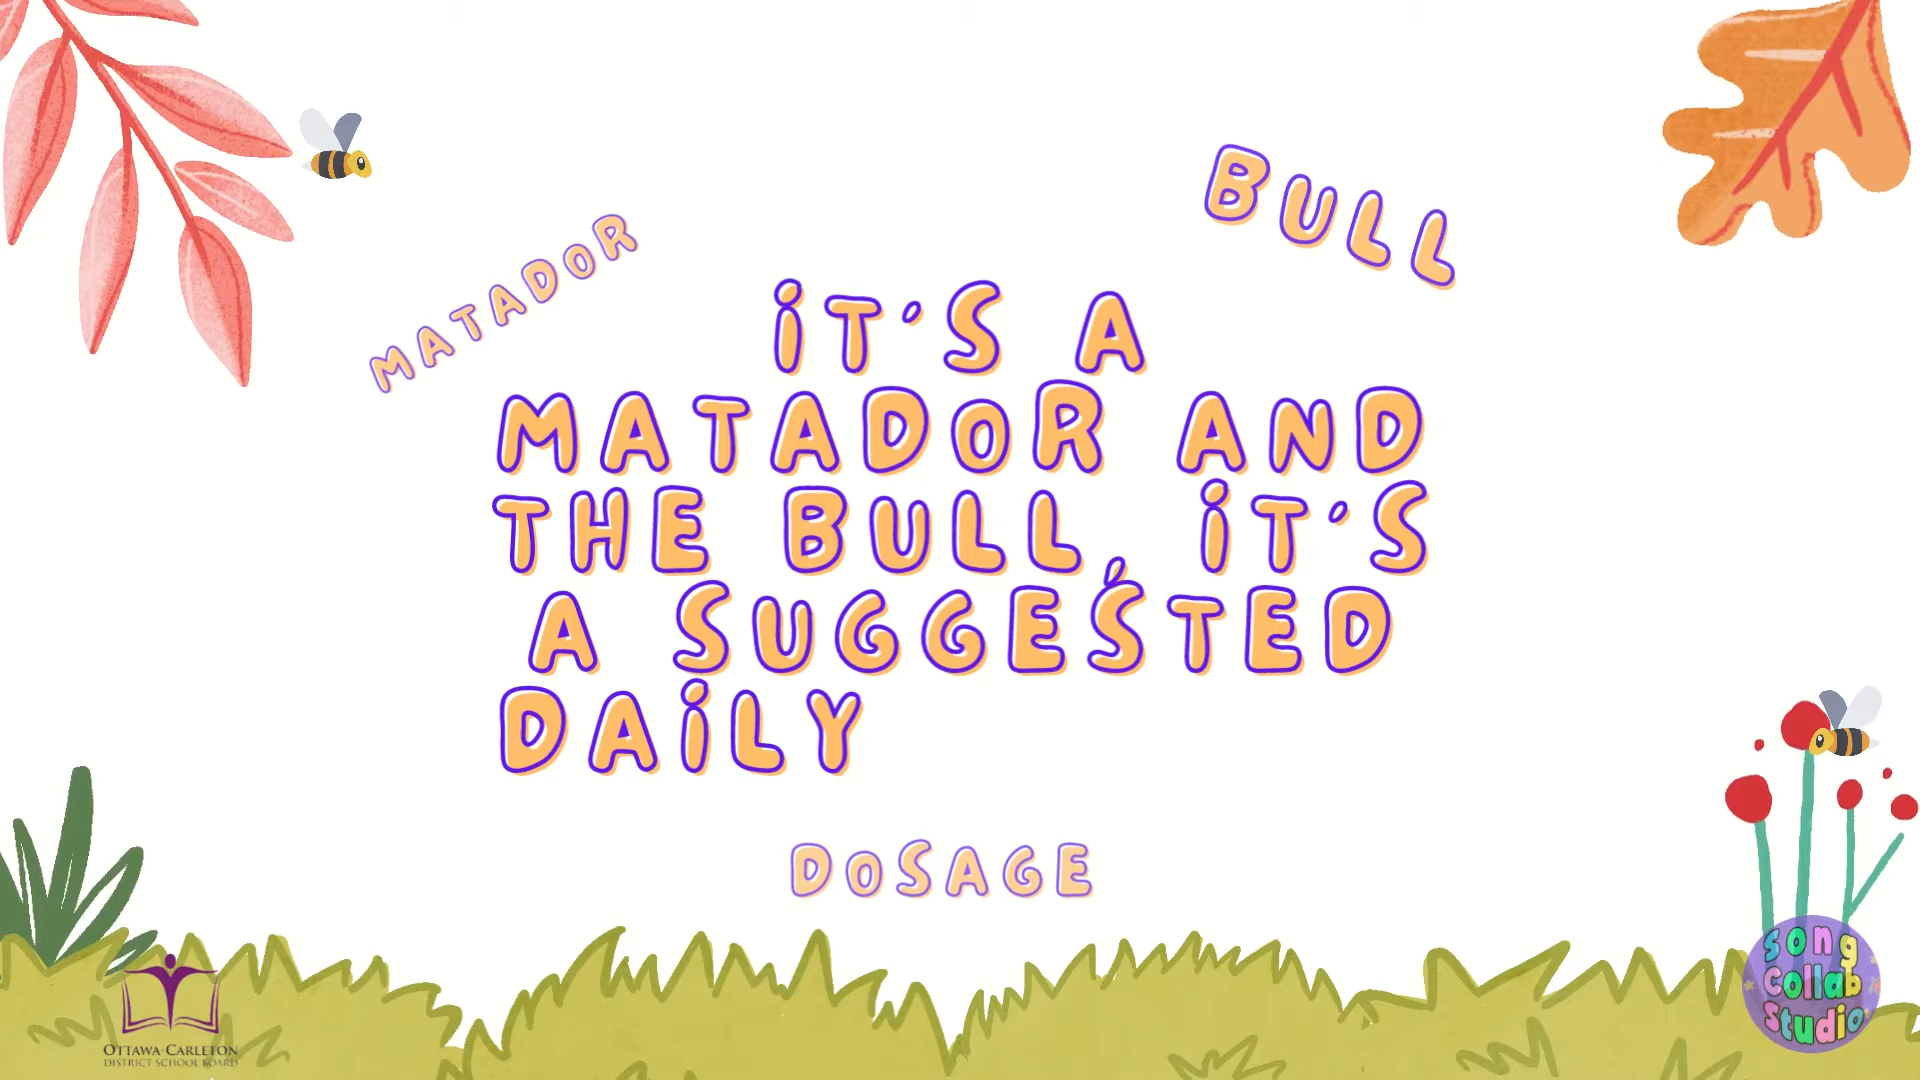 BULL
MATADOR
iT'S A
MATADOR AND
THE BULL, iT'S
A SUGGESTED
DAiLY
DOSAGE
Song
Collab
Studio
OTTAWA-CARLETON
DISTRICT SCHOOL BOARD